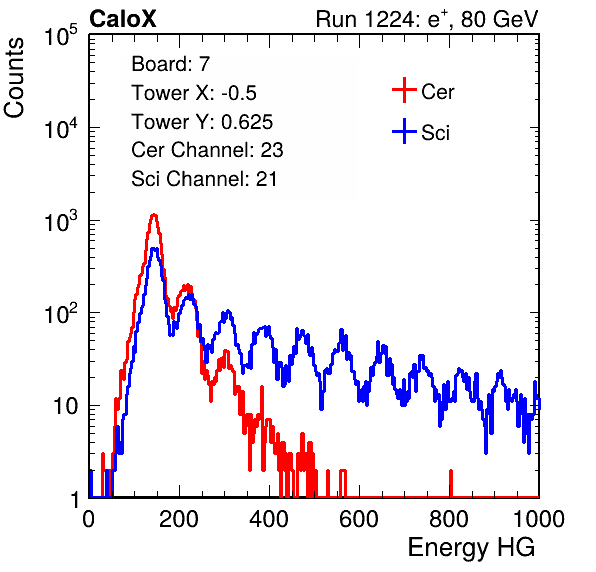 CaloX Run 1224: e⁺, 80 GeV
Counts
Board: 7
Tower X: -0.5
Tower Y: 0.625
Cer Channel: 23
Sci Channel: 21
Cer
Sci
10⁵
10⁴
10³
10²
10
1
0 200 400 600 800 1000
Energy HG